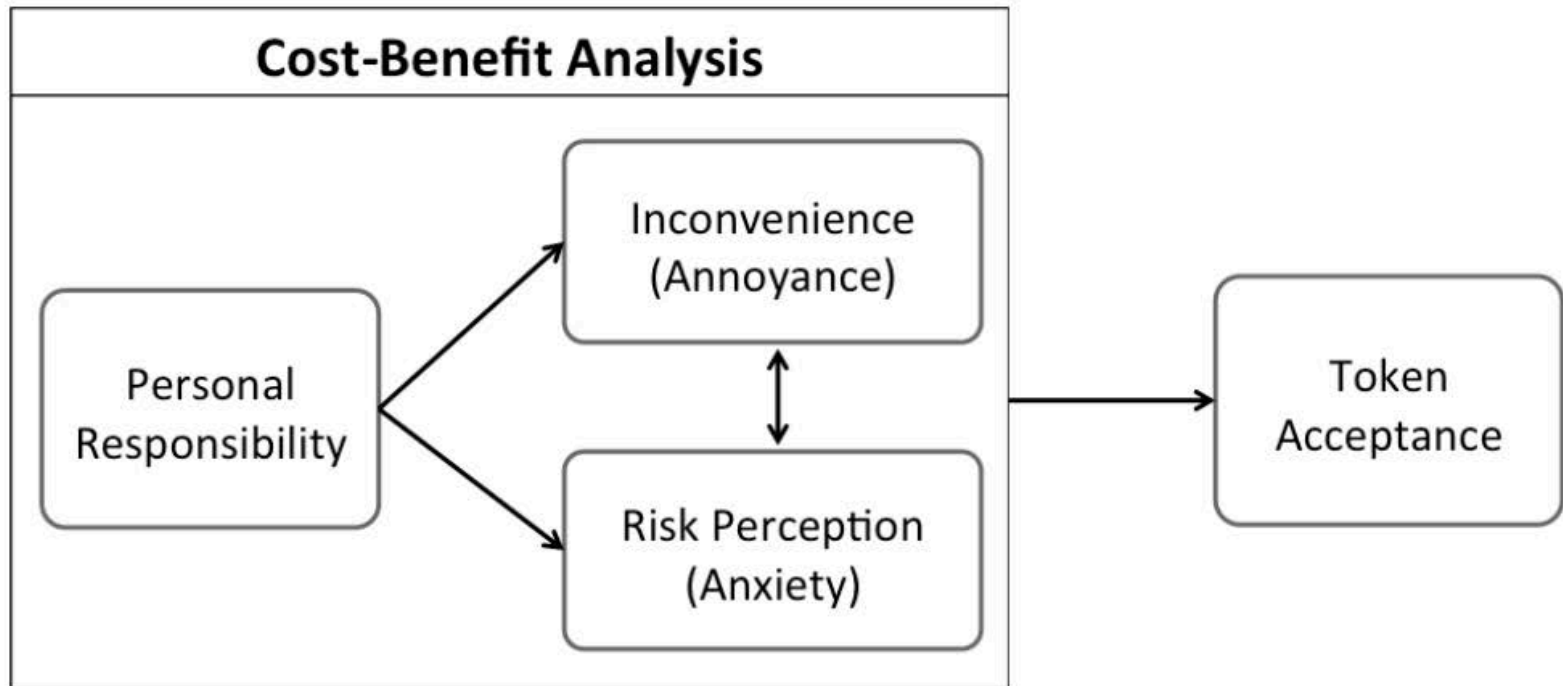 Cost-Benefit Analysis
Inconvenience
(Annoyance)
Personal
Responsibility
Risk Perception
(Anxiety)
Token
Acceptance